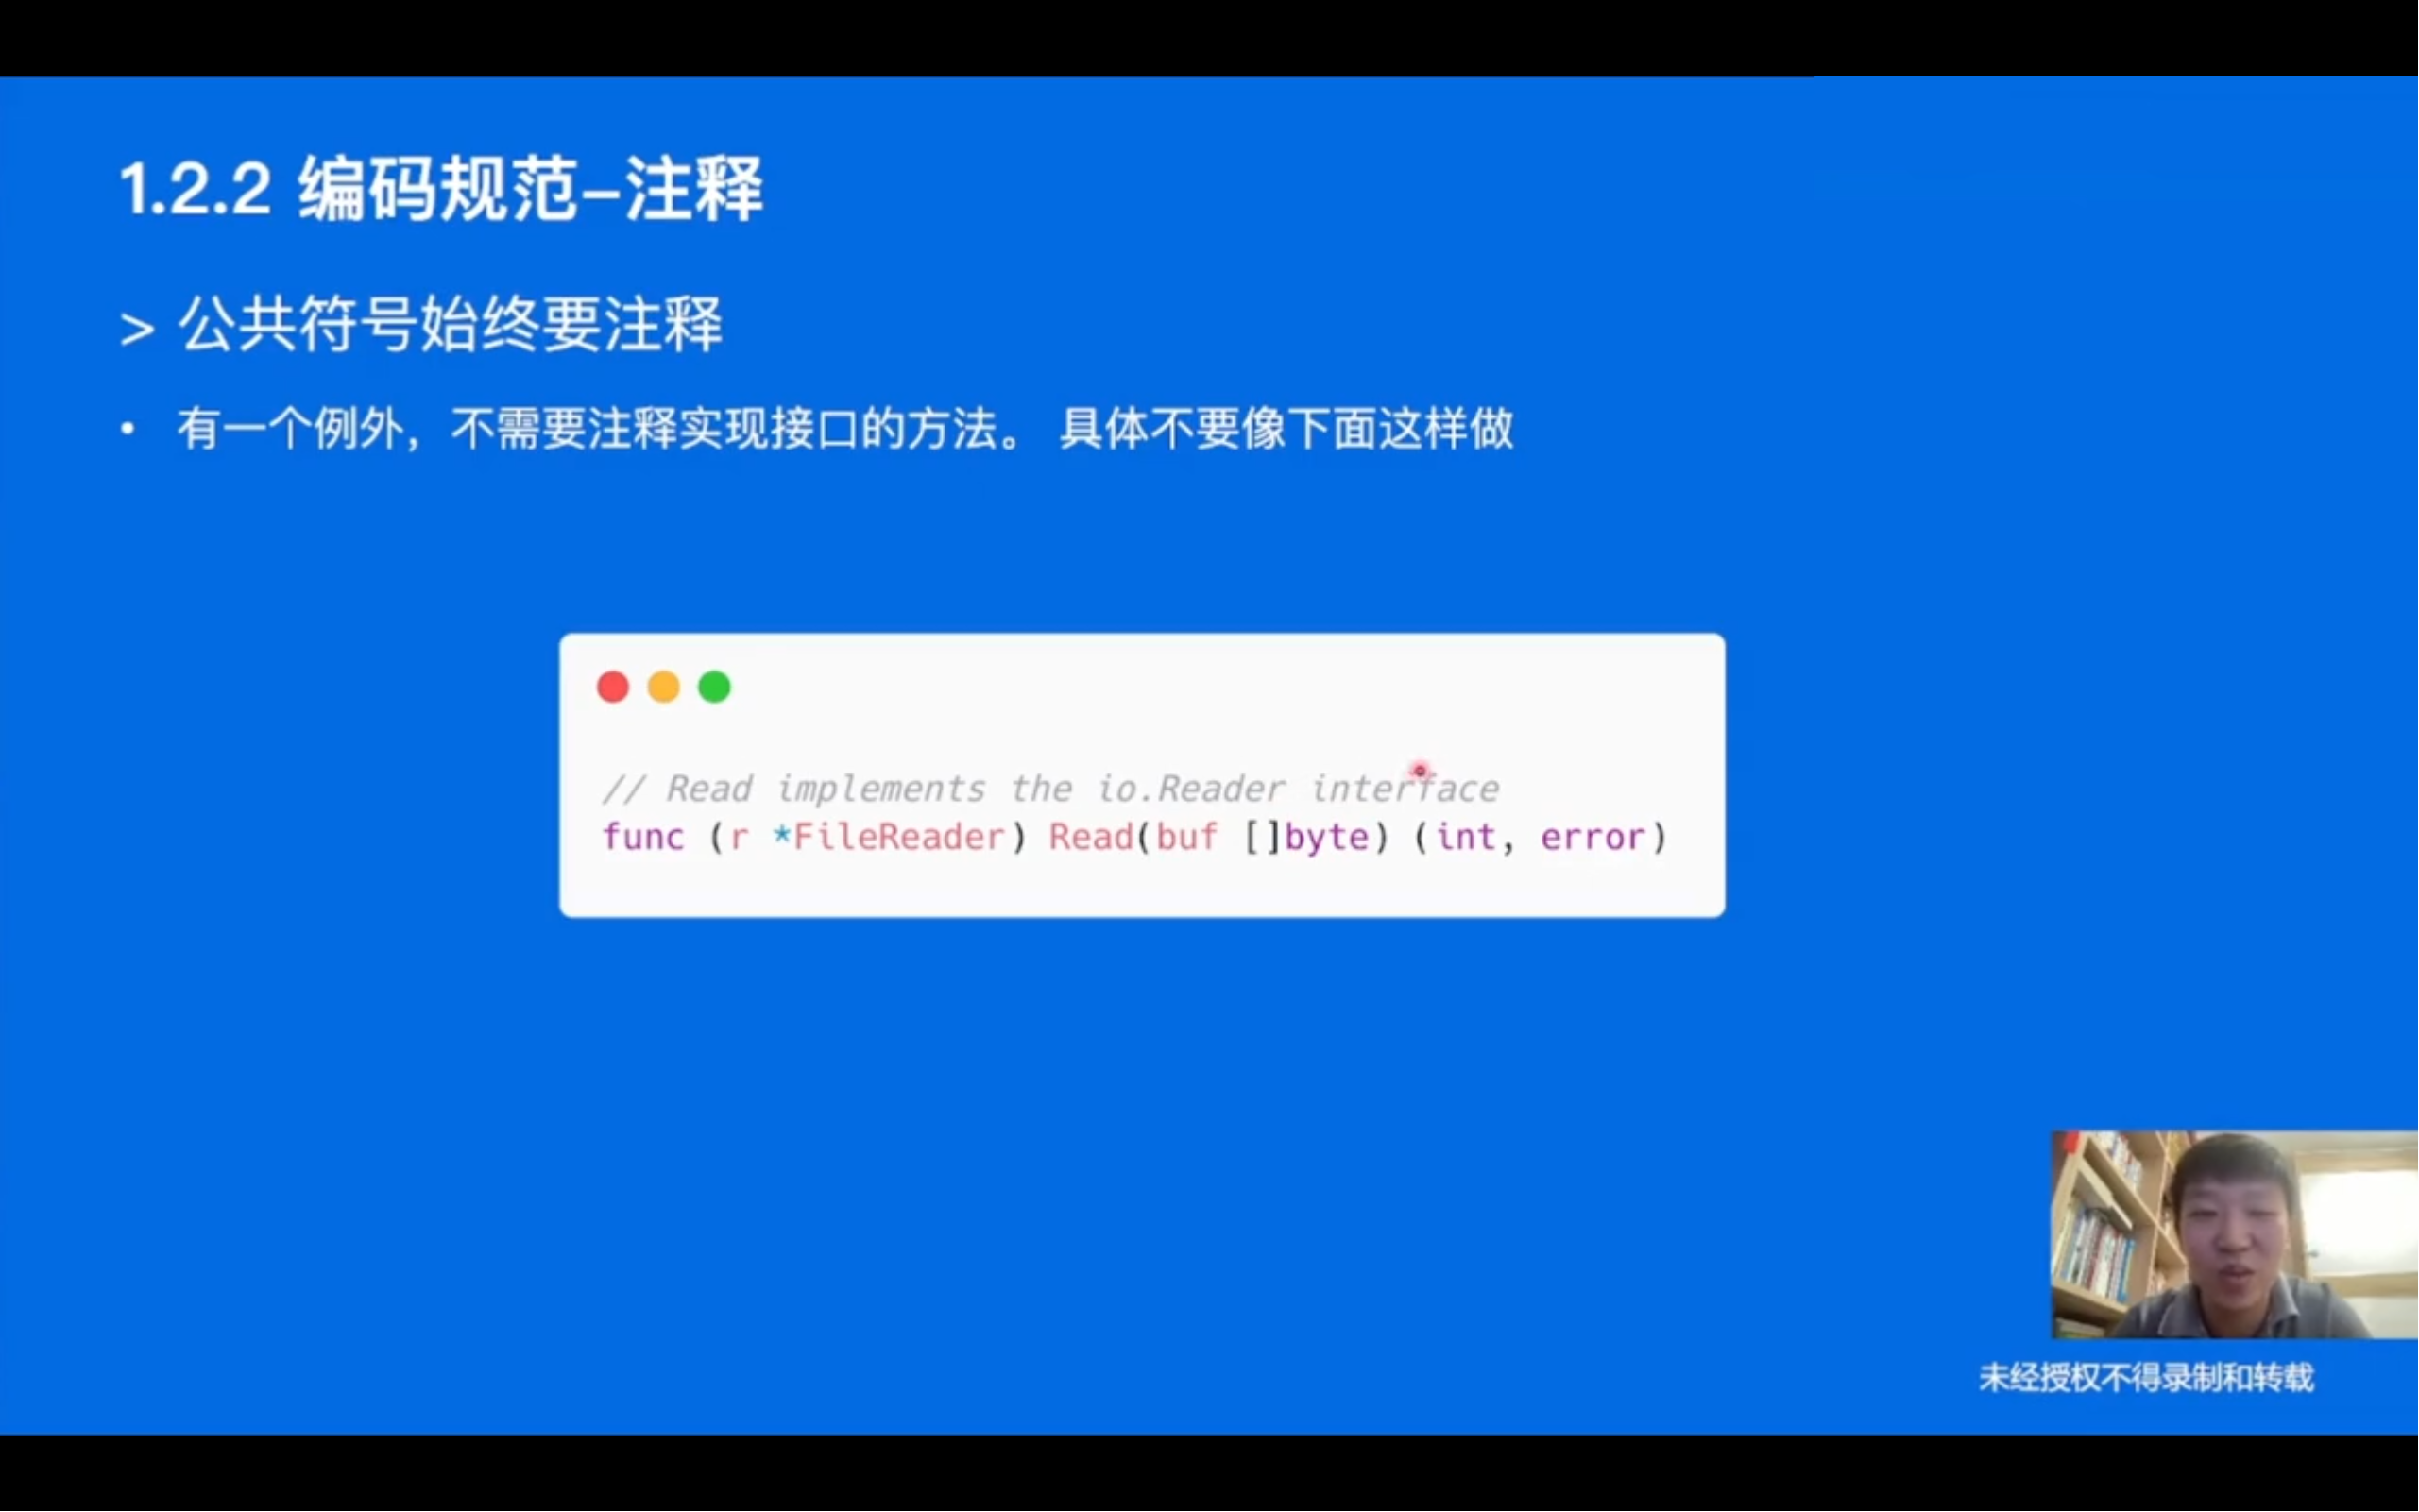 1.2.2 编码规范–注释
> 公共符号始终要注释
• 有一个例外，不需要注释实现接口的方法。 具体不要像下面这样做
// Read implements the io.Reader interface
func (r *FileReader) Read(buf []byte) (int, error)
未经授权不得录制和转载